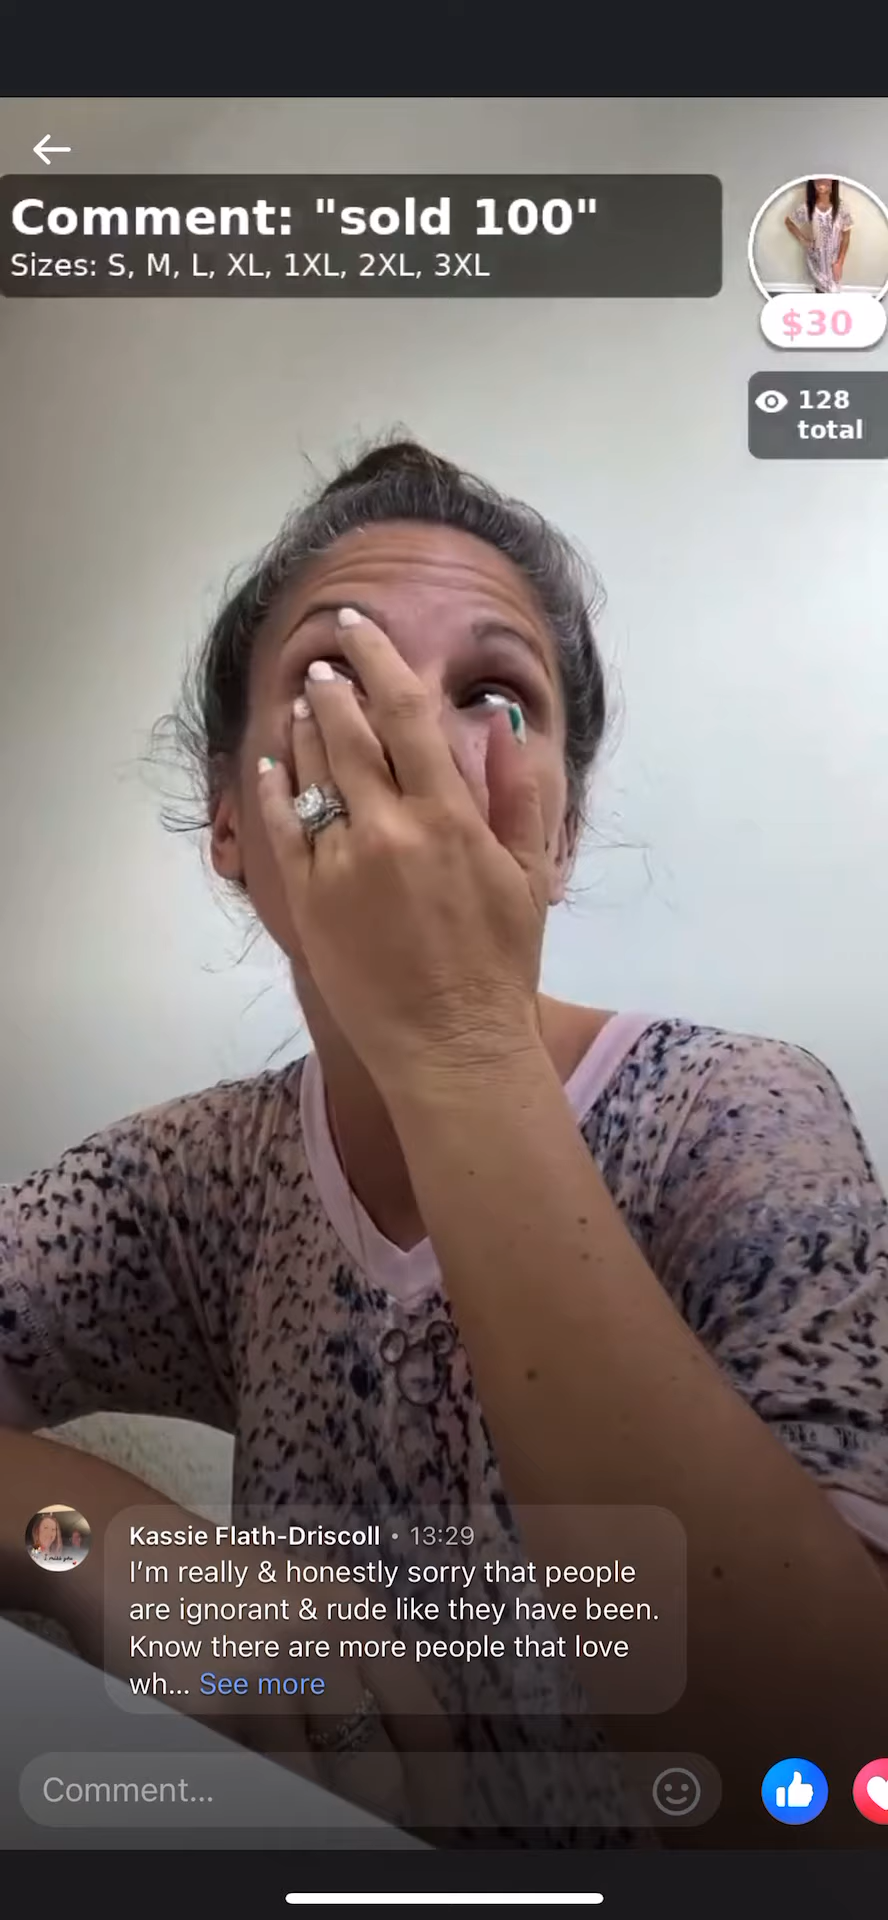 Comment: "sold 100"
Sizes: S, M, L, XL, 1XL, 2XL, 3XL
$30
128
total
Kassie Flath-Driscoll • 13:29
I'm really & honestly sorry that people
are ignorant & rude like they have been.
Know there are more people that love
wh... See more
Comment...